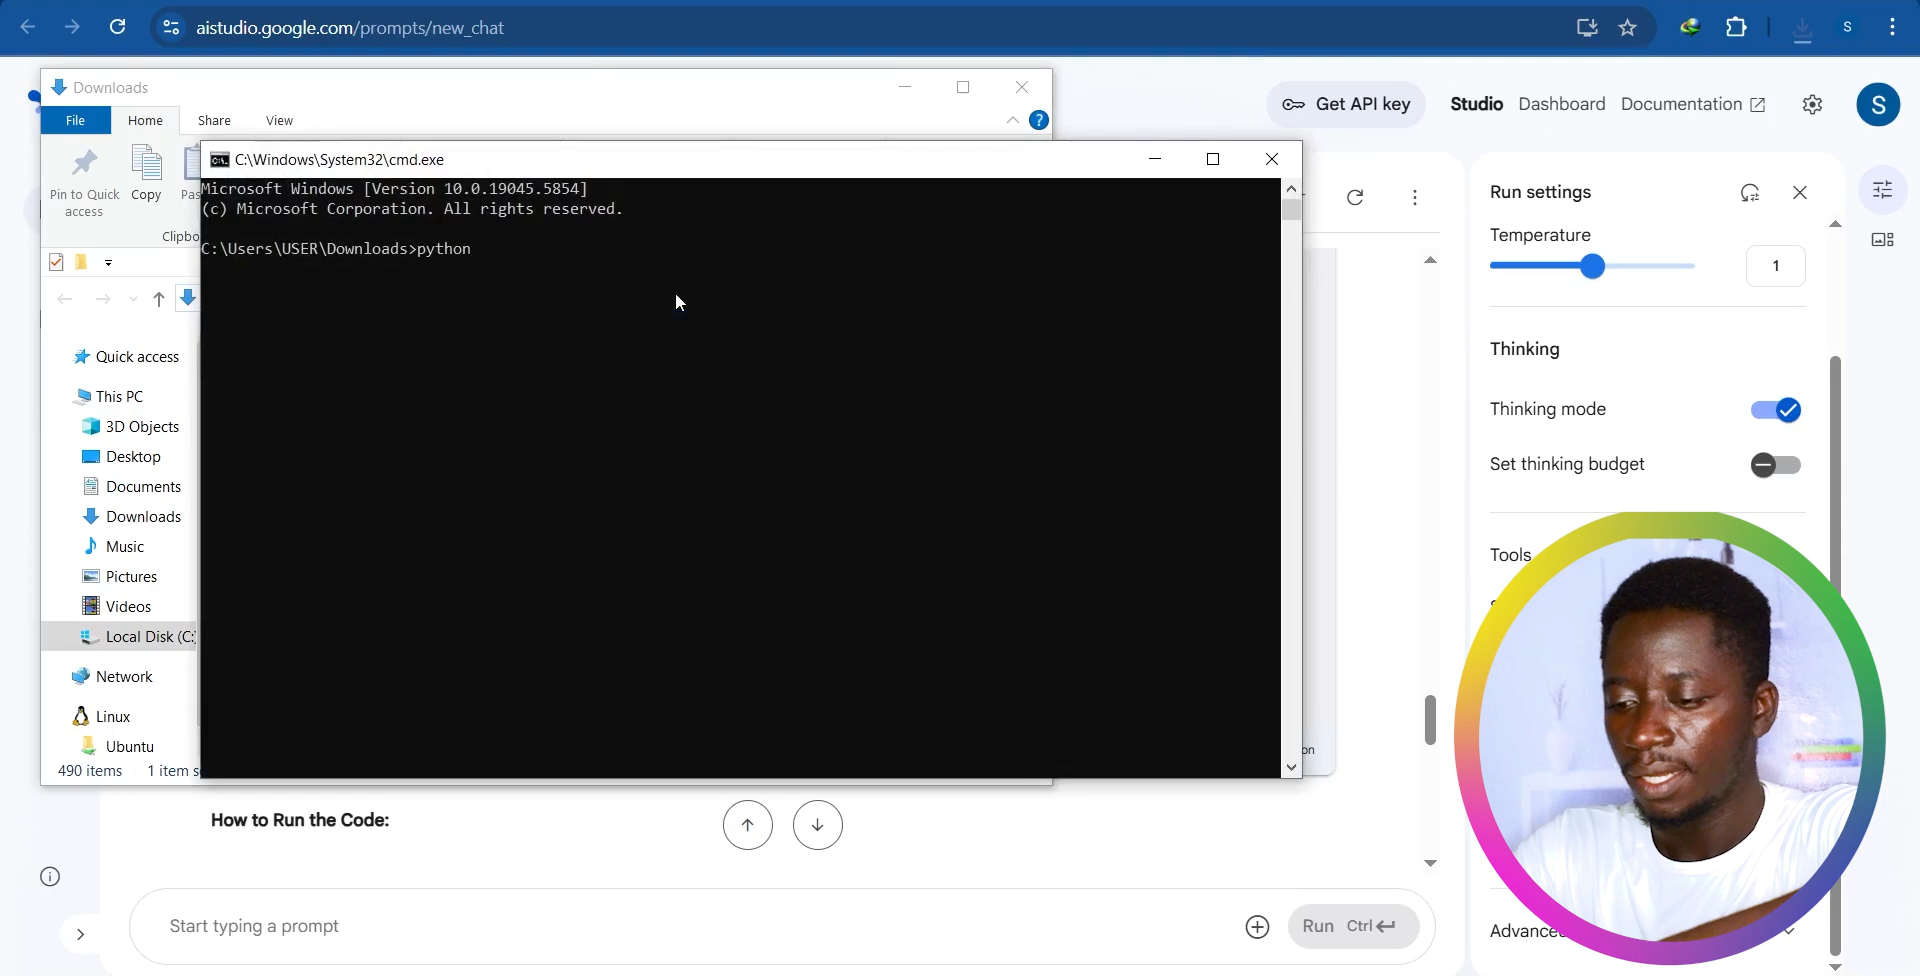 aistudio.google.com/prompts/new_chat
S
Downloads
File
Home
Share
View
?
Get API key
Studio
Dashboard
Documentation
S
Pin to Quick access
Copy
Clipbo
C:\Windows\System32\cmd.exe
Microsoft Windows [Version 10.0.19045.5854]
(c) Microsoft Corporation. All rights reserved.
C:\Users\USER\Downloads>python
Quick access
This PC
3D Objects
Desktop
Documents
Downloads
Music
Pictures
Videos
Local Disk (C:)
Network
Linux
Ubuntu
490 items
1 item s
on
Run settings
Temperature
1
Thinking
Thinking mode
Set thinking budget
Tools
Advance
How to Run the Code:
Start typing a prompt
Run Ctrl